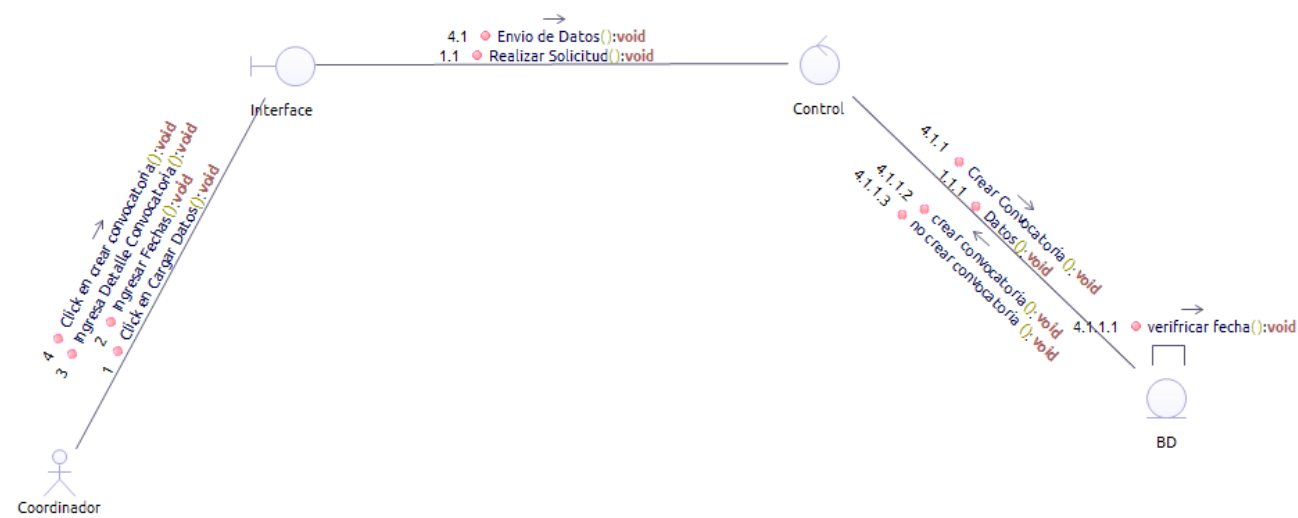 4.1 Envio de Datos():void
1.1 Realizar Solicitud():void
Interface
Control
4 Click en crear convocatoria():void
3 Ingresa Detalle Convocatoria():void
2 Ingresar Fechas():void
1 Click en Cargar Datos():void
4.1.1 Crear Convocatoria():void
1.1.1 Datos():void
4.1.1.2 crear convocatoria():void
4.1.1.3 no crear convocatoria ():void
4.1.1.1 verifricar fecha():void
BD
Coordinador